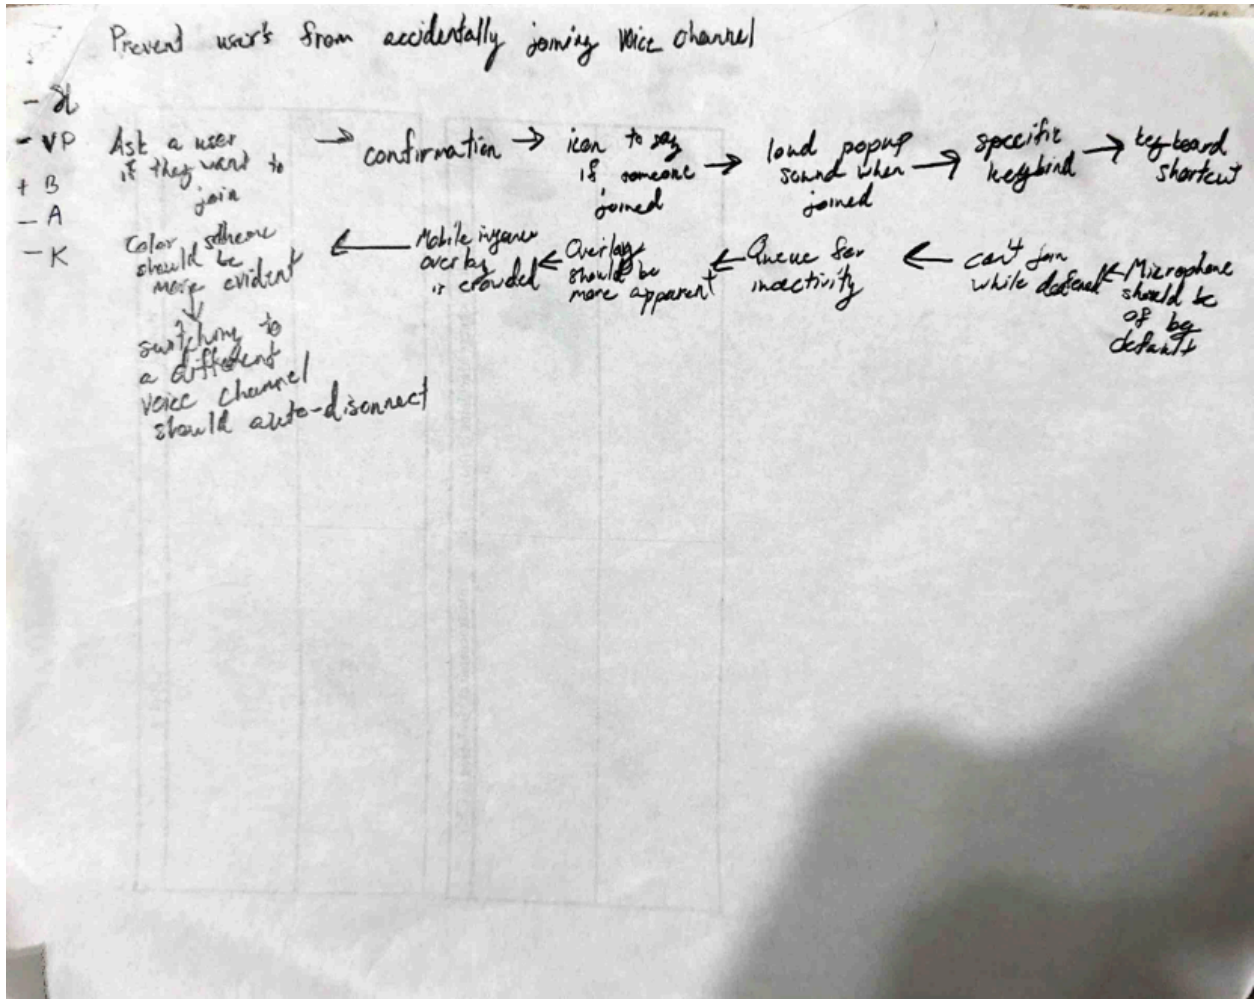 Prevent users from accidentally joining voice channel
- VP
+ B
- A
- K
Ask a user
if they want to
join
→ confirmation →
icon to say
if someone
joined
→
loud popup
sound when
joined
→
specific
keybind
→
keyboard
shortcut
← Microphone
should be
of by
default
can't join
while deafened
←
Queue for
inactivity
←
Overlay
should be
more apparent
←
Mobile
overlay
is crowded
←
Color scheme
should be
more evident
↓
switching to
a different
voice channel
should auto-disonnect